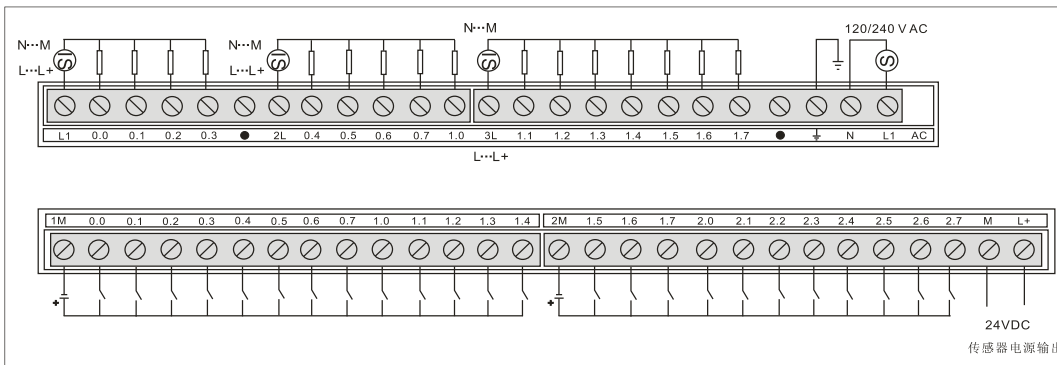 N···M
N···M
N···M
120/240 V AC
L···L+
L···L+
L1 0.0 0.1 0.2 0.3 ● 2L 0.4 0.5 0.6 0.7 1.0 3L 1.1 1.2 1.3 1.4 1.5 1.6 1.7 ● N L1 AC
L···L+
1M 0.0 0.1 0.2 0.3 0.4 0.5 0.6 0.7 1.0 1.1 1.2 1.3 1.4 2M 1.5 1.6 1.7 2.0 2.1 2.2 2.3 2.4 2.5 2.6 2.7 M L+
24VDC
传感器电源输出